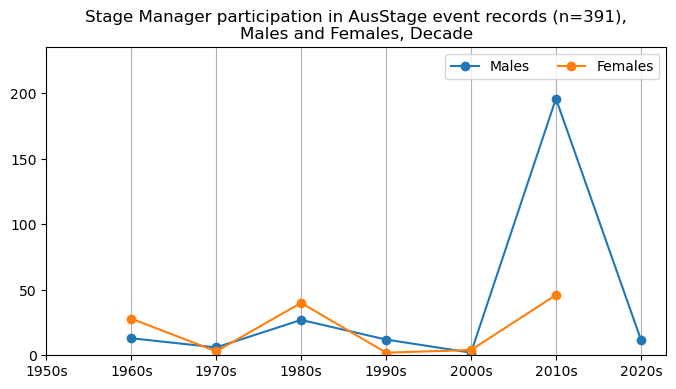 Stage Manager participation in AusStage event records (n=391),
Males and Females, Decade
Males
Females
200
150
100
50
0
1950s
1960s
1970s
1980s
1990s
2000s
2010s
2020s